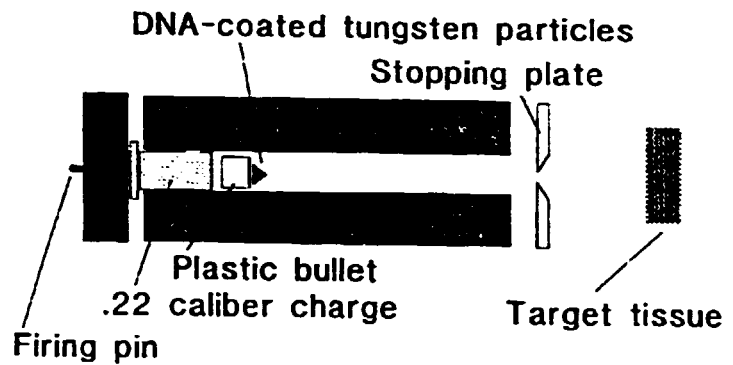 DNA-coated tungsten particles
Stopping plate
Plastic bullet
.22 caliber charge
Target tissue
Firing pin